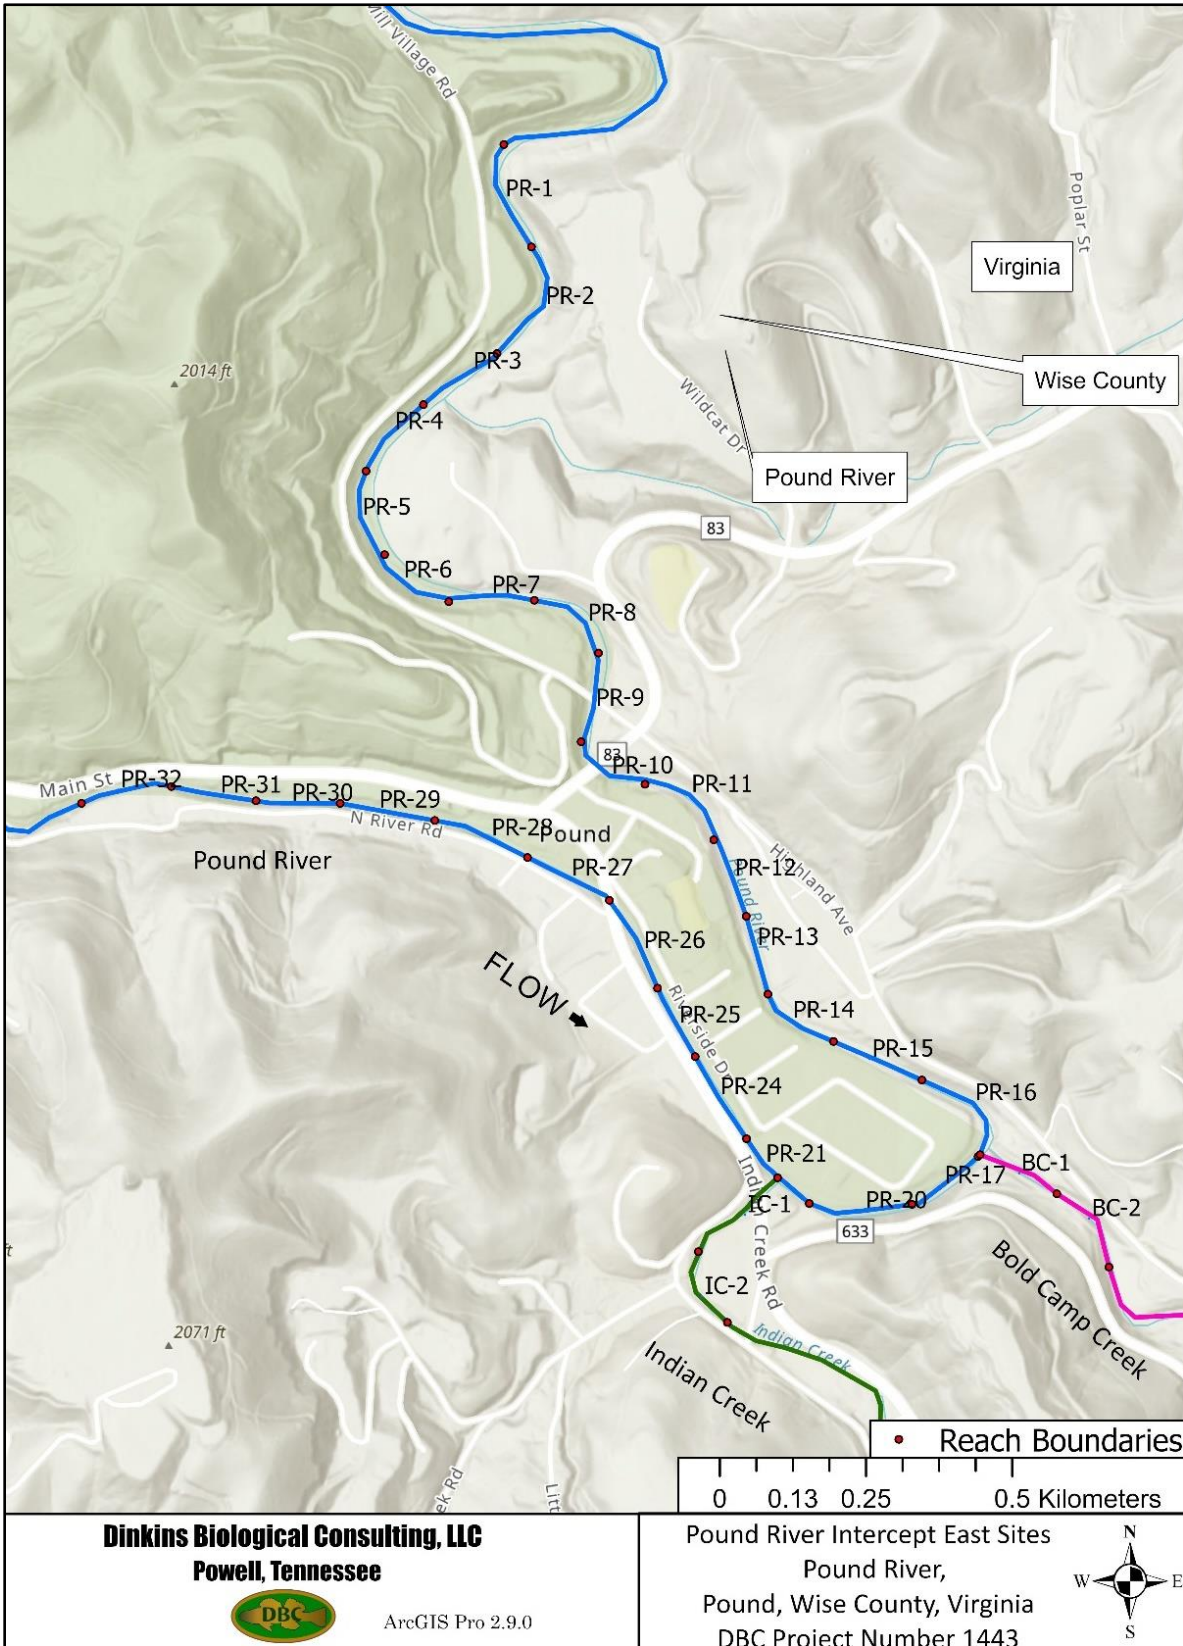 Mill Village Rd
PR-1
Poplar St
Virginia
PR-2
PR-3
2014 ft
Wise County
PR-4
Wildcat Dr
Pound River
PR-5
83
PR-6
PR-7
PR-8
PR-9
83
PR-10
Main St
PR-32
PR-31
PR-30
PR-29
PR-11
N River Rd
PR-28
Pound
Pound River
PR-27
PR-12
Highland Ave
Pound River
PR-26
PR-13
FLOW
PR-25
Riverside Dr
PR-14
PR-15
PR-24
PR-16
PR-21
BC-1
PR-17
IC-1
PR-20
BC-2
633
Indian Creek Rd
IC-2
Bold Camp Creek
2071 ft
ft
Indian Creek
Indian Creek
Reach Boundaries
ek Rd
Litt
0 0.13 0.25 0.5 Kilometers
Dinkins Biological Consulting, LLC
Powell, Tennessee
DBC
ArcGIS Pro 2.9.0
Pound River Intercept East Sites
Pound River,
Pound, Wise County, Virginia
DBC Project Number 1443
N
W E
S